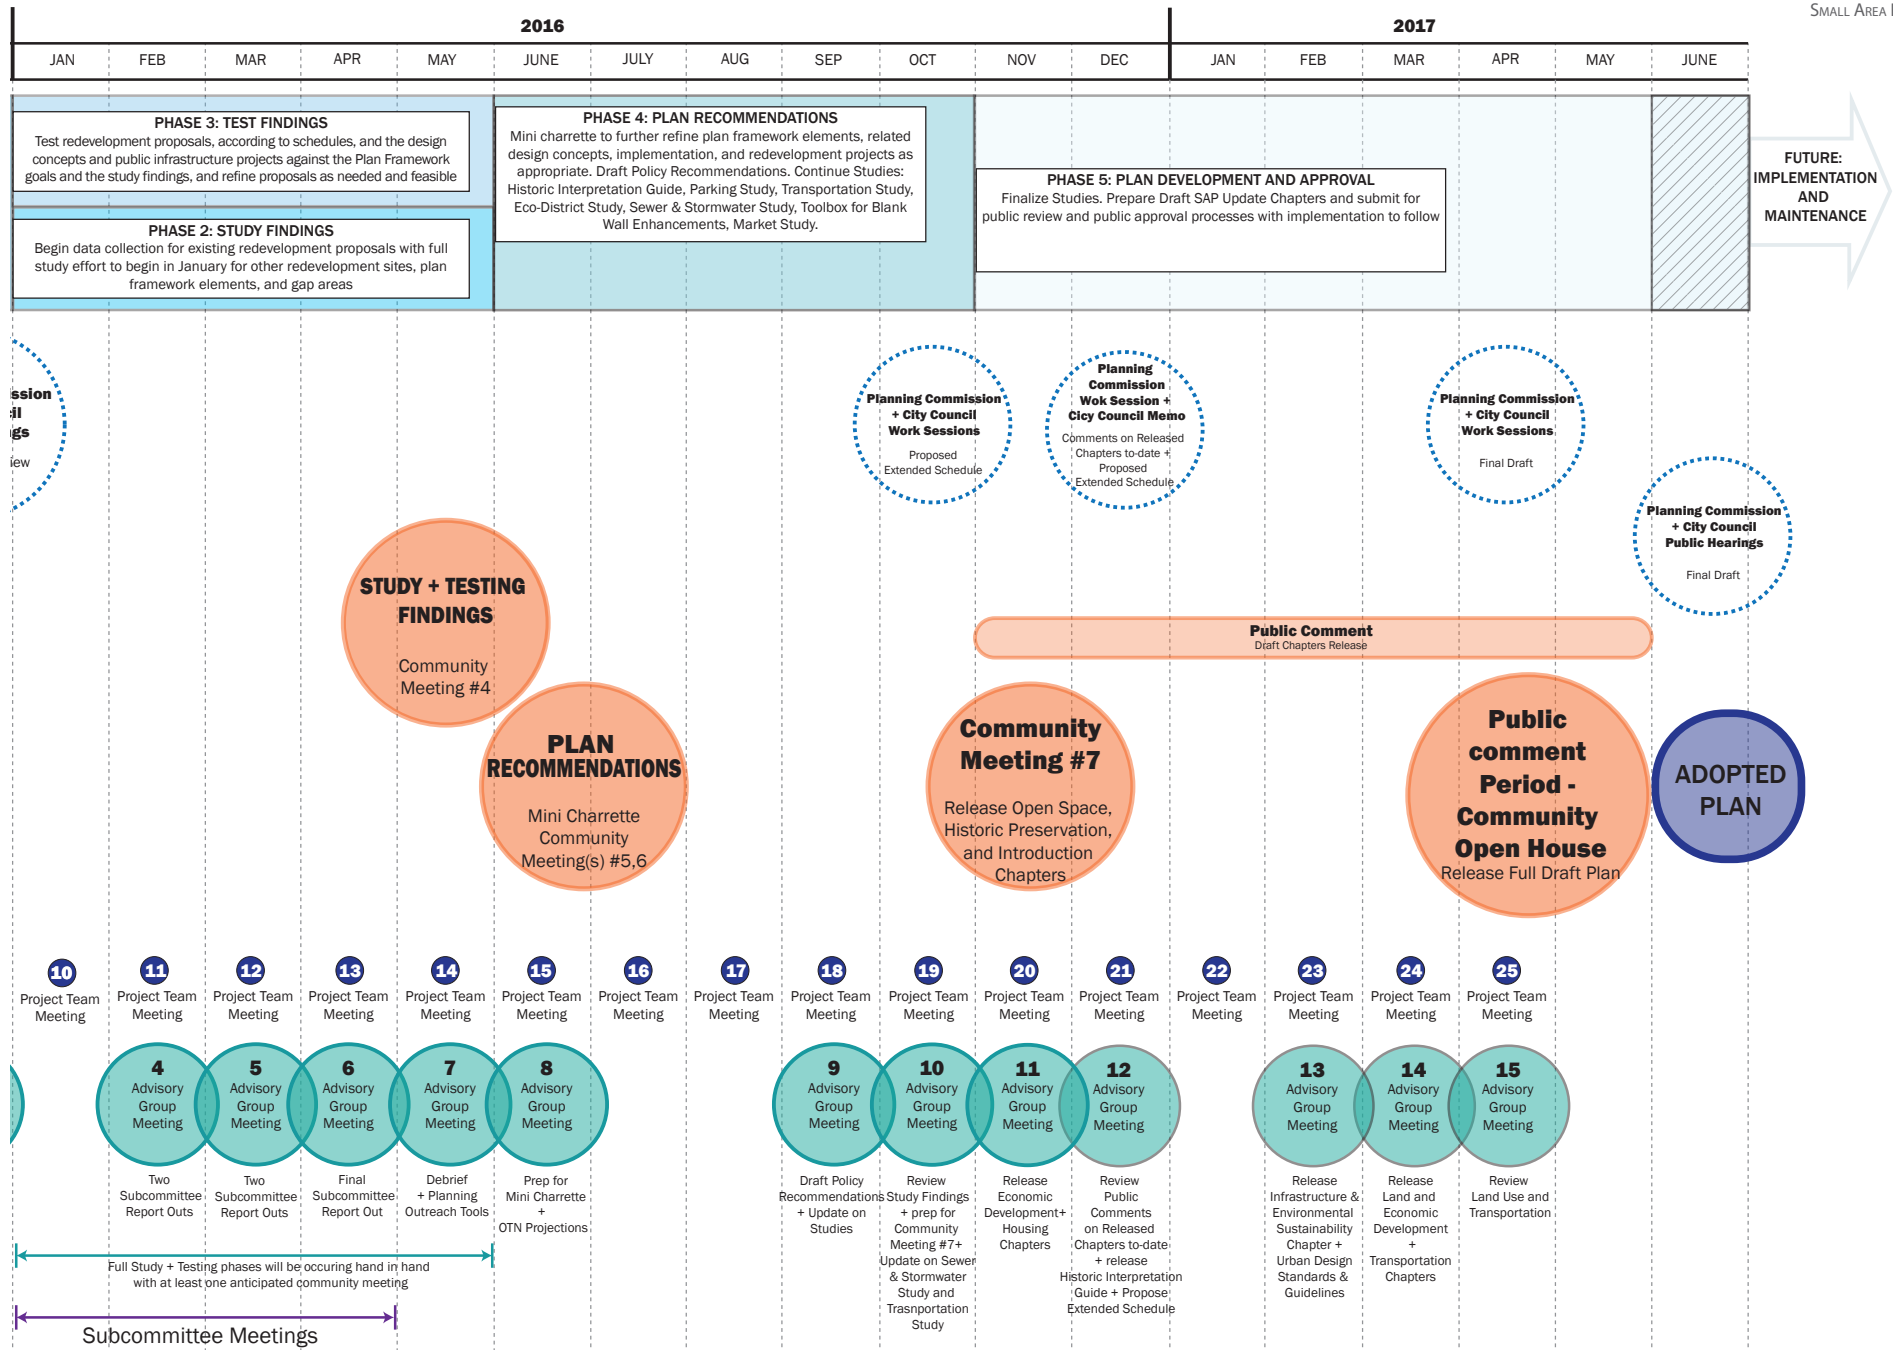 SMALL AREA
2016
2017
JAN
FEB
MAR
APR
MAY
JUNE
JULY
AUG
SEP
OCT
NOV
DEC
JAN
FEB
MAR
APR
MAY
JUNE
PHASE 3: TEST FINDINGS
Test redevelopment proposals, according to schedules, and the design
concepts and public infrastructure projects against the Plan Framework
goals and the study findings, and refine proposals as needed and feasible
PHASE 2: STUDY FINDINGS
Begin data collection for existing redevelopment proposals with full
study effort to begin in January for other redevelopment sites, plan
framework elements, and gap areas
PHASE 4: PLAN RECOMMENDATIONS
Mini charrette to further refine plan framework elements, related
design concepts, implementation, and redevelopment projects as
appropriate. Draft Policy Recommendations. Continue Studies:
Historic Interpretation Guide, Parking Study, Transportation Study,
Eco-District Study, Sewer & Stormwater Study, Toolbox for Blank
Wall Enhancements, Market Study.
PHASE 5: PLAN DEVELOPMENT AND APPROVAL
Finalize Studies. Prepare Draft SAP Update Chapters and submit for
public review and public approval processes with implementation to follow
FUTURE:
IMPLEMENTATION
AND
MAINTENANCE
ssion
il
gs
iew
Planning Commission
+ City Council
Work Sessions
Proposed
Extended Schedule
Planning
Commission
Wok Session +
Cicy Council Memo
Comments on Released
Chapters to-date +
Proposed
Extended Schedule
Planning Commission
+ City Council
Work Sessions
Final Draft
Planning Commission
+ City Council
Public Hearings
Final Draft
STUDY + TESTING
FINDINGS
Community
Meeting #4
PLAN
RECOMMENDATIONS
Mini Charrette
Community
Meeting(s) #5,6
Public Comment
Draft Chapters Release
Community
Meeting #7
Release Open Space,
Historic Preservation,
and Introduction
Chapters
Public
comment
Period -
Community
Open House
Release Full Draft Plan
ADOPTED
PLAN
10
Project Team
Meeting
11
Project Team
Meeting
12
Project Team
Meeting
13
Project Team
Meeting
14
Project Team
Meeting
15
Project Team
Meeting
16
Project Team
Meeting
17
Project Team
Meeting
18
Project Team
Meeting
19
Project Team
Meeting
20
Project Team
Meeting
21
Project Team
Meeting
22
Project Team
Meeting
23
Project Team
Meeting
24
Project Team
Meeting
25
Project Team
Meeting
4
Advisory
Group
Meeting
Two
Subcommittee
Report Outs
5
Advisory
Group
Meeting
Two
Subcommittee
Report Outs
6
Advisory
Group
Meeting
Final
Subcommittee
Report Out
7
Advisory
Group
Meeting
Debrief
+ Planning
Outreach Tools
8
Advisory
Group
Meeting
Prep for
Mini Charrette
+
OTN Projections
9
Advisory
Group
Meeting
Draft Policy
Recommendations
+ Update on
Studies
10
Advisory
Group
Meeting
Review
Study Findings
+ prep for
Community
Meeting #7+
Update on Sewer
& Stormwater
Study and
Trasnportation
Study
11
Advisory
Group
Meeting
Release
Economic
Development+
Housing
Chapters
12
Advisory
Group
Meeting
Review
Public
Comments
on Released
Chapters to-date
+ release
Historic Interpretation
Guide + Propose
Extended Schedule
13
Advisory
Group
Meeting
Release
Infrastructure &
Environmental
Sustainability
Chapter +
Urban Design
Standards &
Guidelines
14
Advisory
Group
Meeting
Release
Land and
Economic
Development
+
Transportation
Chapters
15
Advisory
Group
Meeting
Review
Land Use and
Transportation
Full Study + Testing phases will be occuring hand in hand
with at least one anticipated community meeting
Subcommittee Meetings